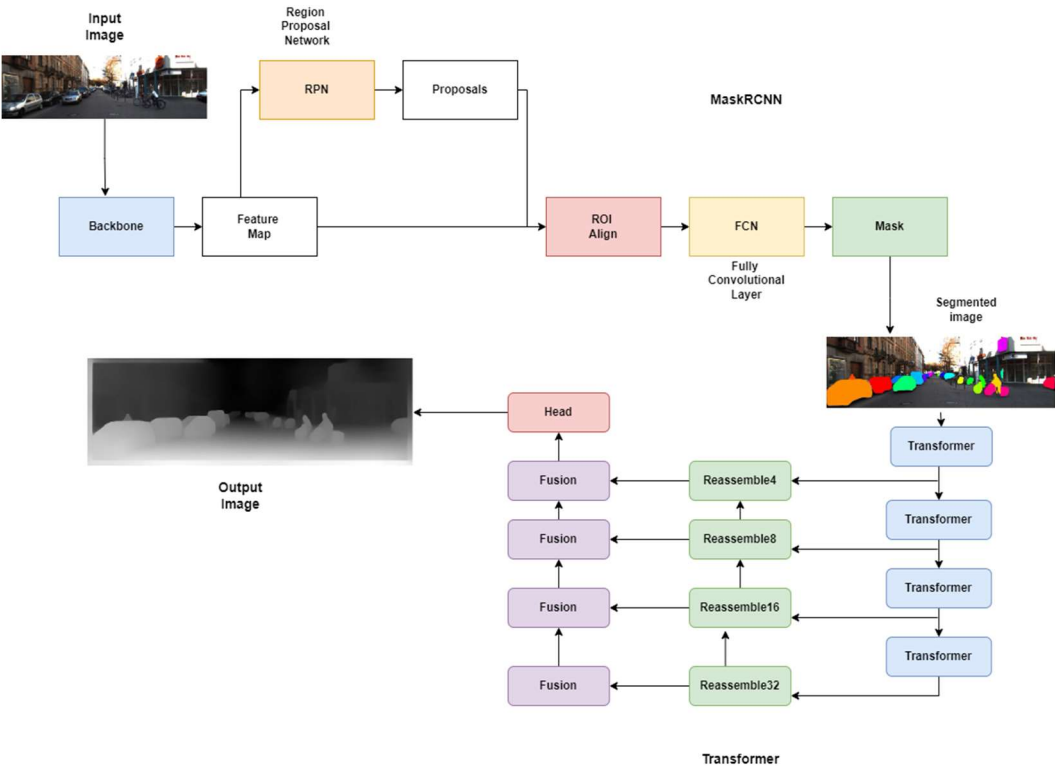 Input
Image
Region
Proposal
Network
RPN
Proposals
MaskRCNN
Backbone
Feature
Map
ROI
Align
FCN
Mask
Fully
Convolutional
Layer
Segmented
image
Head
Transformer
Output
Image
Fusion
Reassemble4
Transformer
Fusion
Reassemble8
Transformer
Fusion
Reassemble16
Transformer
Fusion
Reassemble32
Transformer